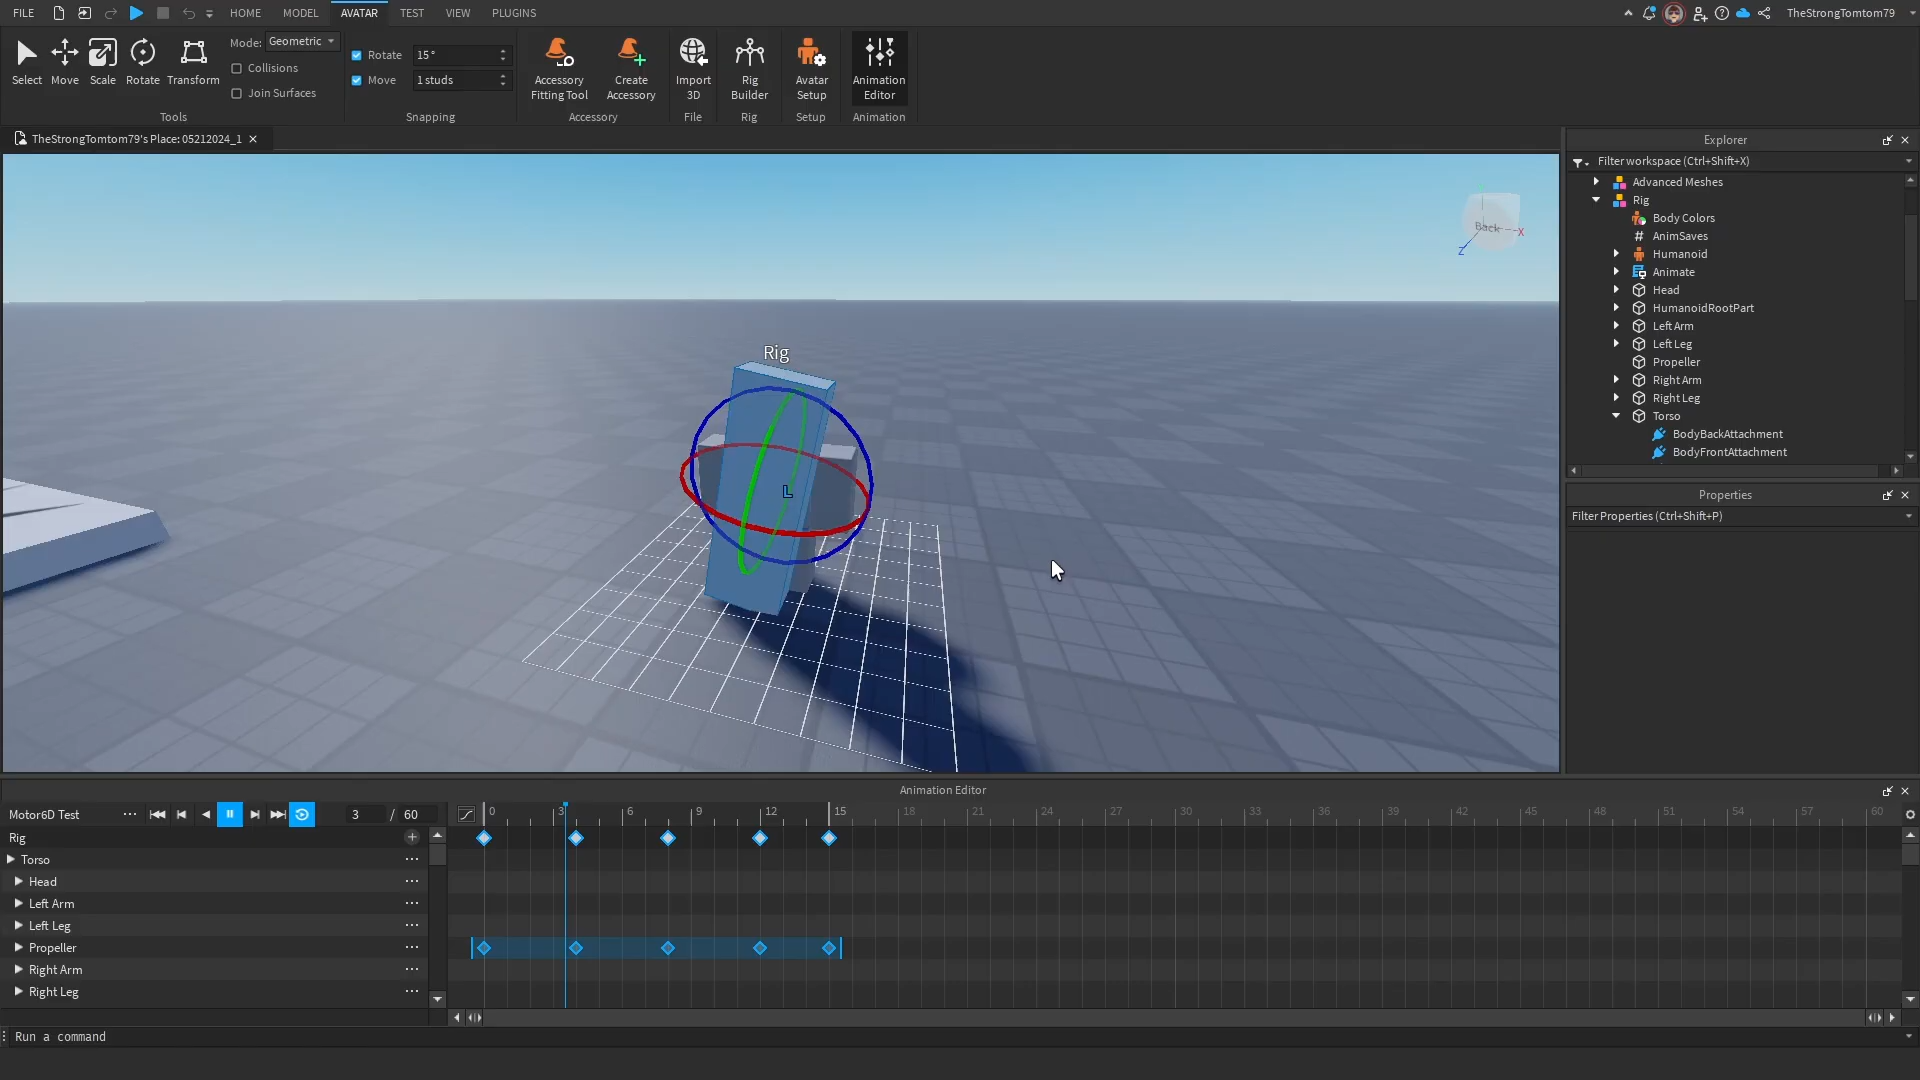 FILE HOME MODEL AVATAR TEST VIEW PLUGINS TheStrongTomtom79
Mode: Geometric
Select Move Scale Rotate Transform
Collisions
Join Surfaces
Rotate 15°
Move 1 studs
Accessory Fitting Tool
Create Accessory
Import 3D
Rig Builder
Avatar Setup
Animation Editor
Tools Snapping Accessory File Rig Setup Animation
TheStrongTomtom79's Place: 05212024_1
Back
X
Z
Rig
L
Explorer
Filter workspace (Ctrl+Shift+X)
Advanced Meshes
Rig
Body Colors
# AnimSaves
Humanoid
Animate
Head
HumanoidRootPart
Left Arm
Left Leg
Propeller
Right Arm
Right Leg
Torso
BodyBackAttachment
BodyFrontAttachment
Properties
Filter Properties (Ctrl+Shift+P)
Animation Editor
Motor6D Test 3 / 60 0 3 6 9 12 15 18 21 24 27 30 33 36 39 42 45 48 51 54 57 60
Rig
Torso
Head
Left Arm
Left Leg
Propeller
Right Arm
Right Leg
Run a command